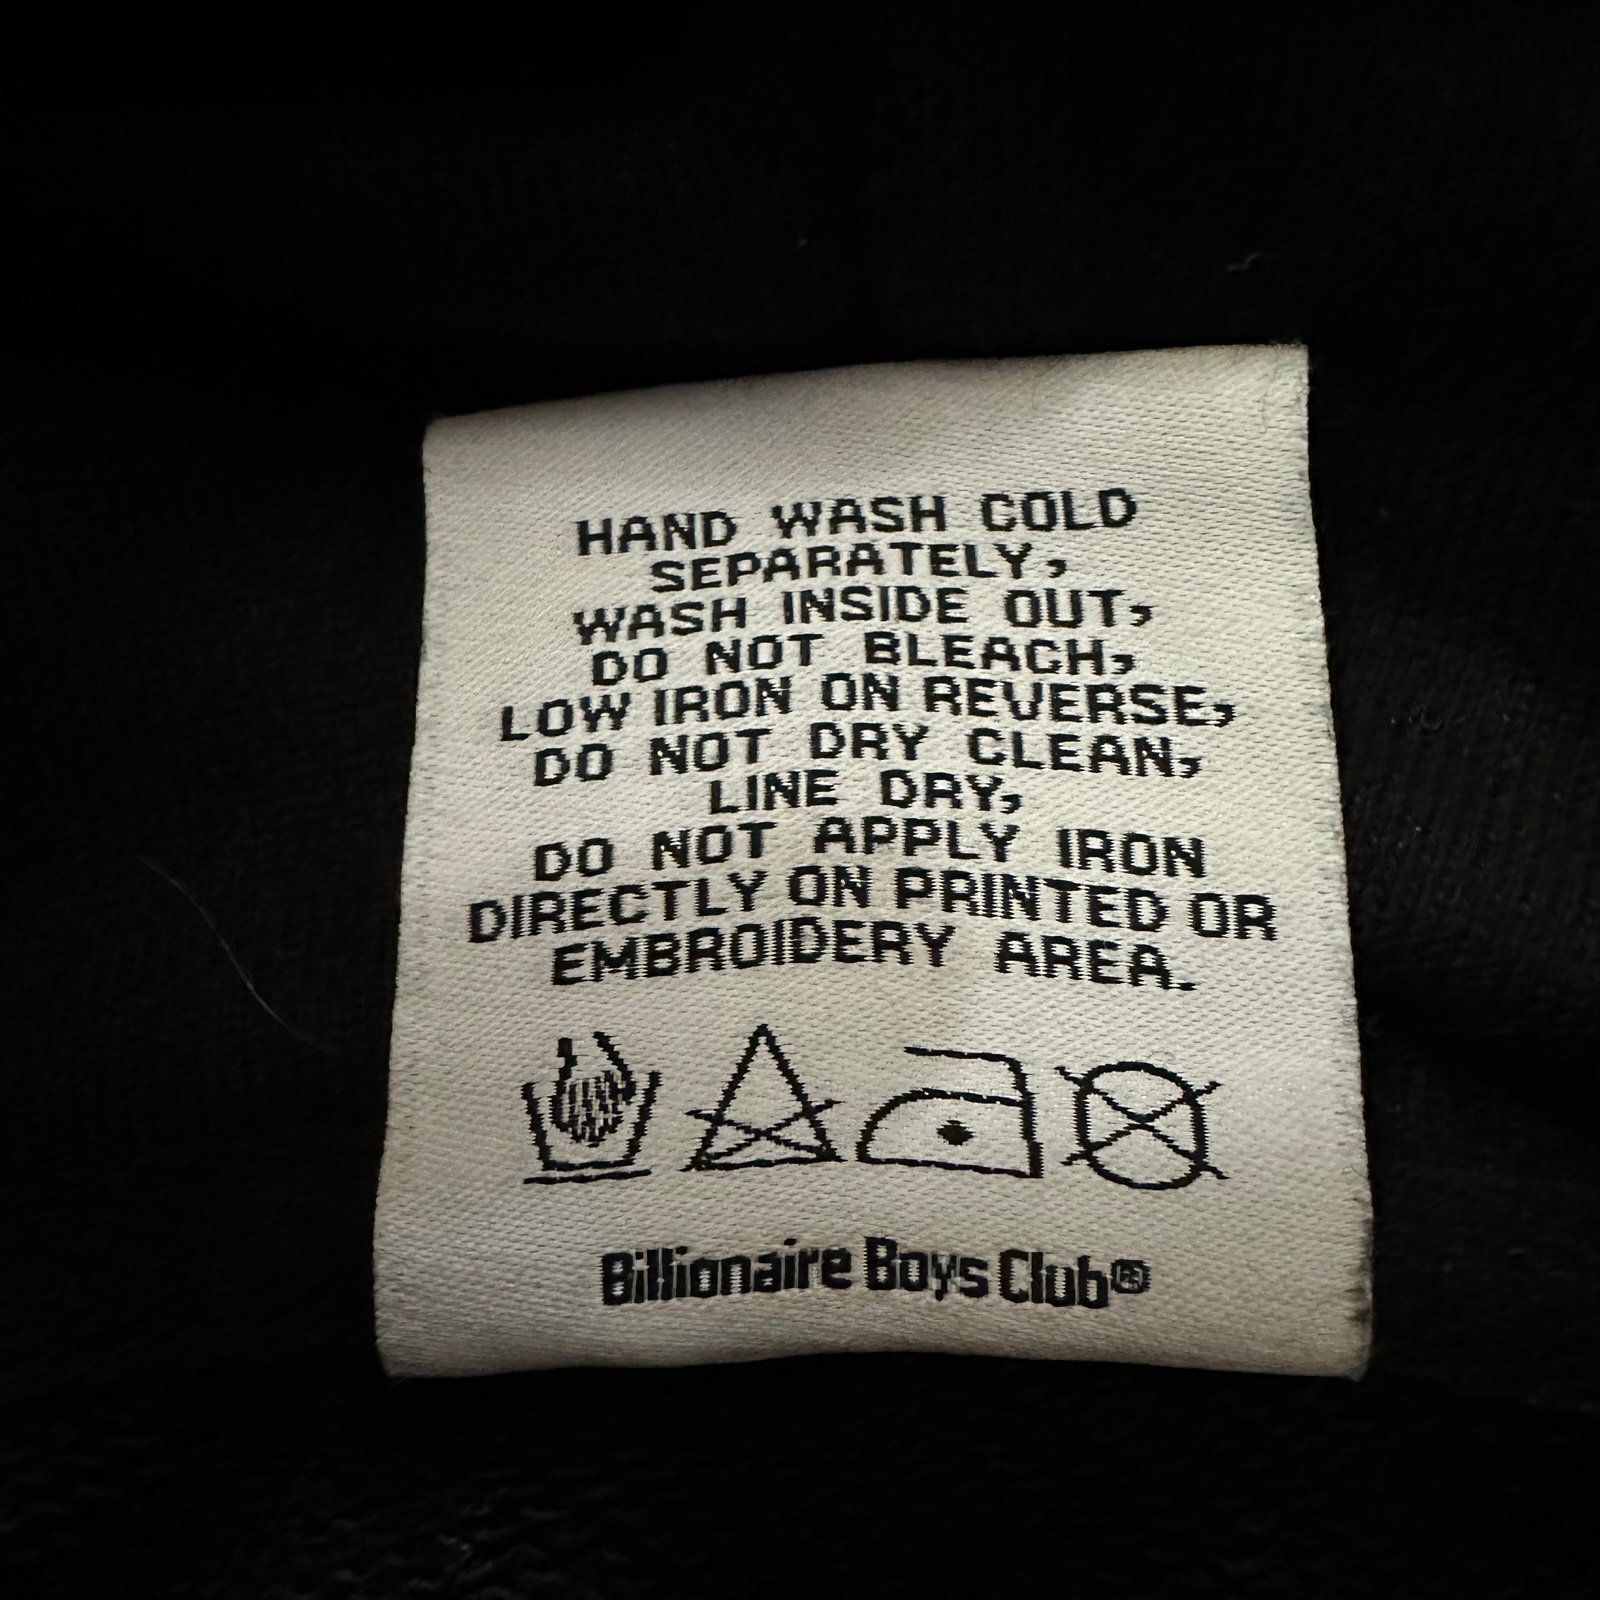 HAND WASH COLD
SEPARATELY,
WASH INSIDE OUT,
DO NOT BLEACH,
LOW IRON ON REVERSE,
DO NOT DRY CLEAN,
LINE DRY,
DO NOT APPLY IRON
DIRECTLY ON PRINTED OR
EMBROIDERY AREA.
Billionaire Boys Club®